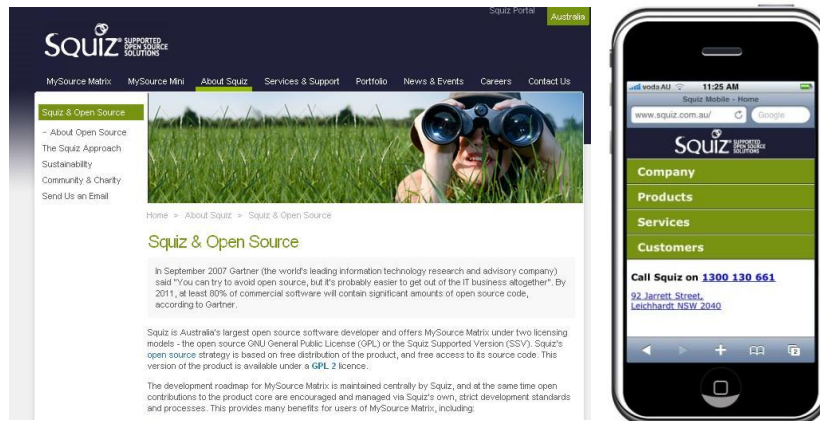 Squiz Portal
Australia
SQUIZ SUPPORTED
OPEN SOURCE
SOLUTIONS
MySource Matrix MySource Mini About Squiz Services & Support Portfolio News & Events Careers Contact Us
Squiz & Open Source
- About Open Source
The Squiz Approach
Sustainability
Community & Charity
Send Us an Email
Home > About Squiz > Squiz & Open Source
Squiz & Open Source
In September 2007 Gartner (the world's leading information technology research and advisory company)
said "You can try to avoid open source, but it's probably easier to get out of the IT business altogether". By
2011, at least 80% of commercial software will contain significant amounts of open source code,
according to Gartner.
Squiz is Australia's largest open source software developer and offers MySource Matrix under two licensing
models - the open source GNU General Public License (GPL) or the Squiz Supported Version (SSV). Squiz's
open source strategy is based on free distribution of the product, and free access to its source code. This
version of the product is available under a GPL 2 licence.
The development roadmap for MySource Matrix is maintained centrally by Squiz, and at the same time open
contributions to the product core are encouraged and managed via Squiz's own, strict development standards
and processes. This provides many benefits for users of MySource Matrix, including:
voda AU 11:25 AM
Squiz Mobile - Home
www.squiz.com.au/ Google
SQUIZ SUPPORTED
OPEN SOURCE
SOLUTIONS
Company
Products
Services
Customers
Call Squiz on 1300 130 661
92 Jarrett Street,
Leichhardt NSW 2040
2